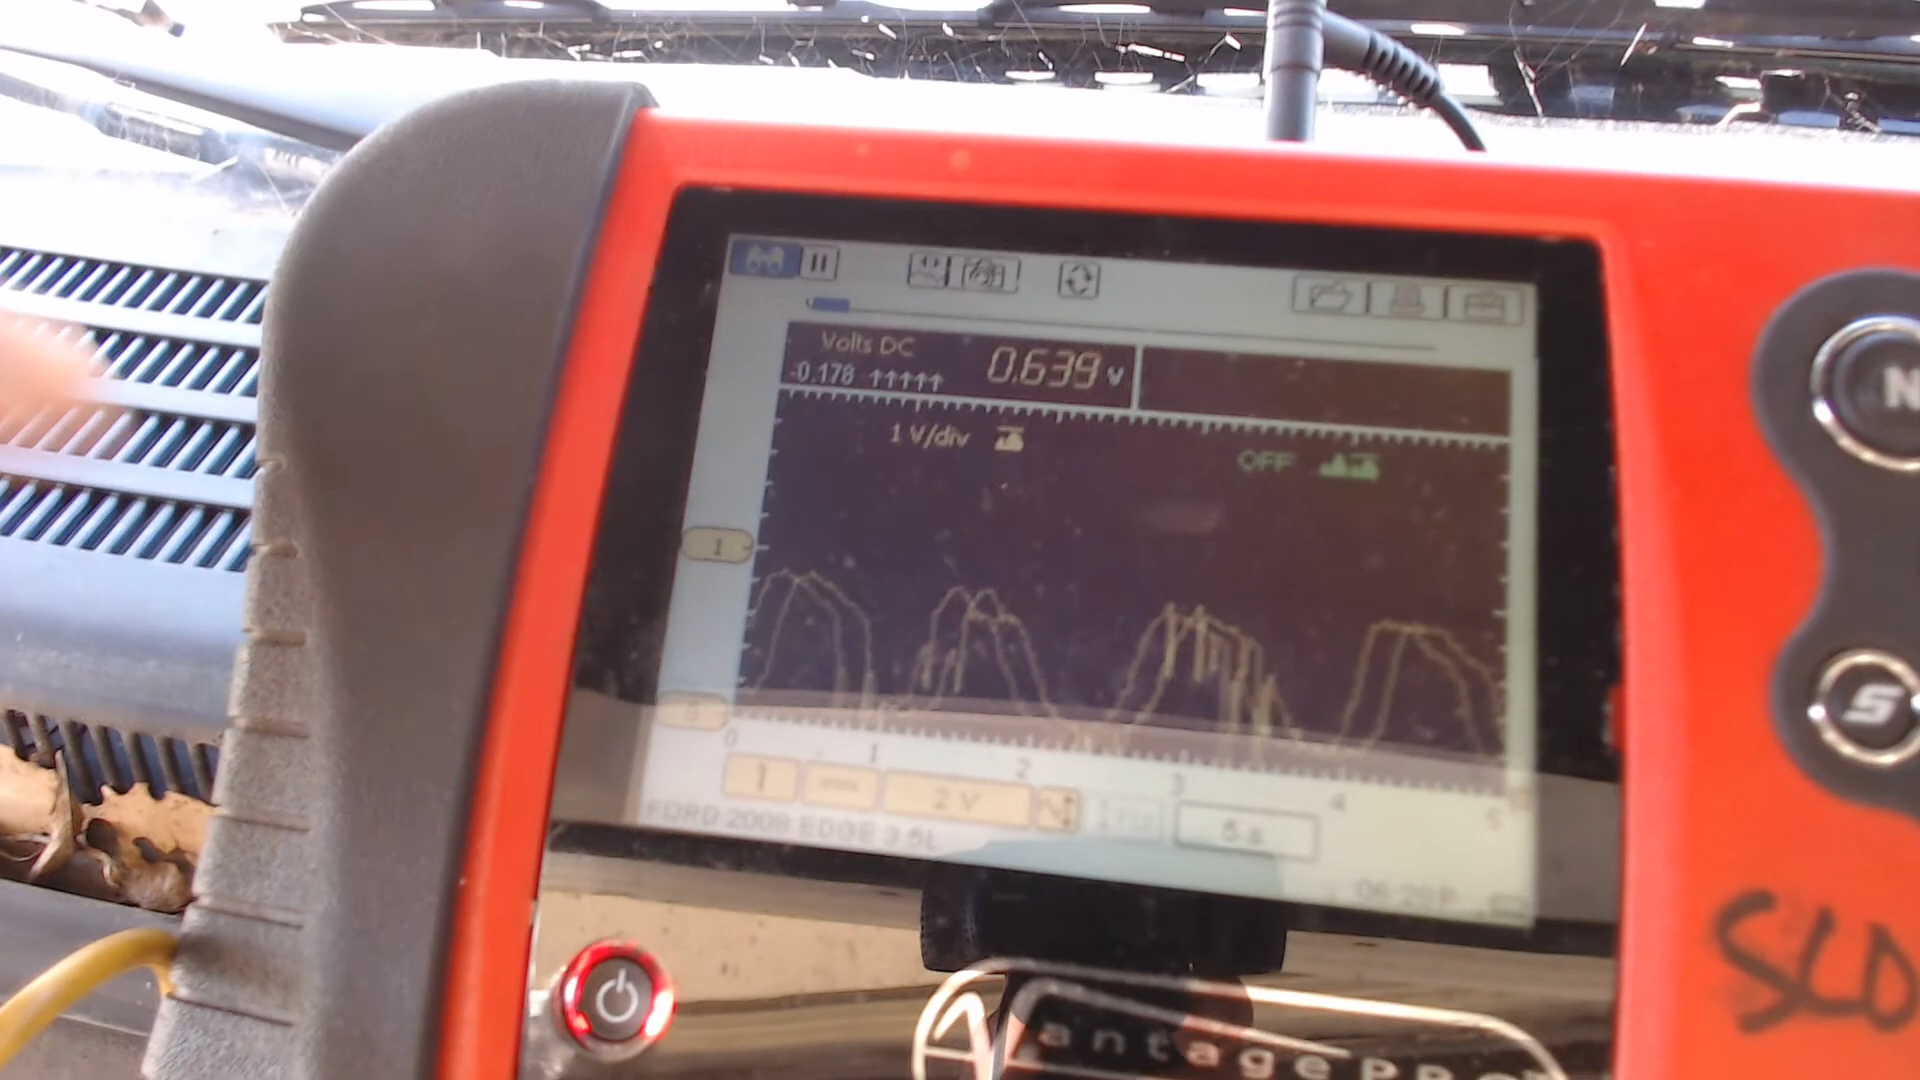 Volts DC
-0.178 0.639 v
1 V/div
OFF
1
0 1 2 3 4 5
1 2 V 5 s
FORD 2008 EDGE 3.5L
N
S
SLD
antagePRO